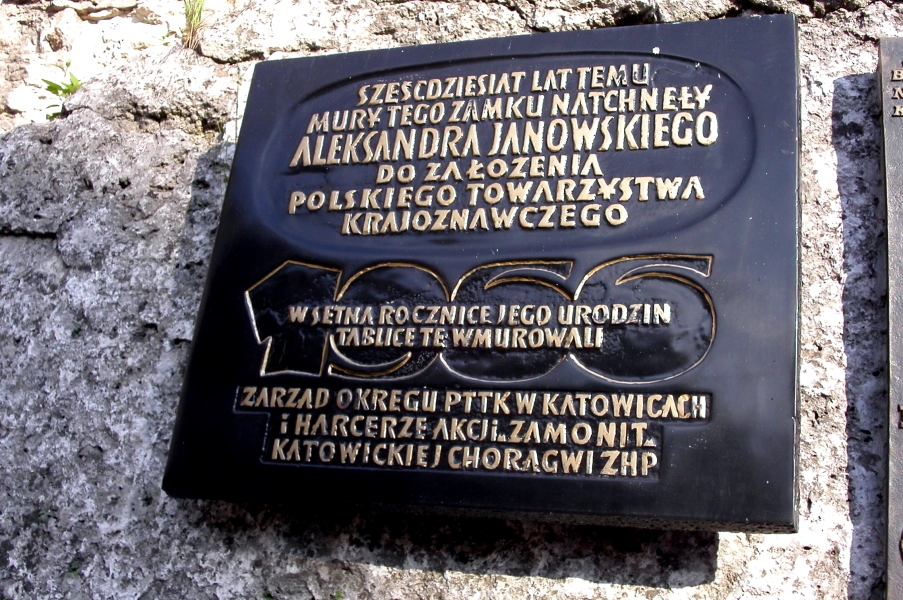 SZEŚĆDZIESIĄT LAT TEMU
MURY TEGO ZAMKU NATCHNĘŁY
ALEKSANDRA JANOWSKIEGO
DO ZAŁOŻENIA
POLSKIEGO TOWARZYSTWA
KRAJOZNAWCZEGO
1966
W SETNĄ ROCZNICĘ JEGO URODZIN
TABLICĘ TĘ WMUROWALI
ZARZĄD OKRĘGU PTTK W KATOWICACH
i HARCERZE AKCJI „ZAMONIT„
KATOWICKIEJ CHORĄGWI ZHP